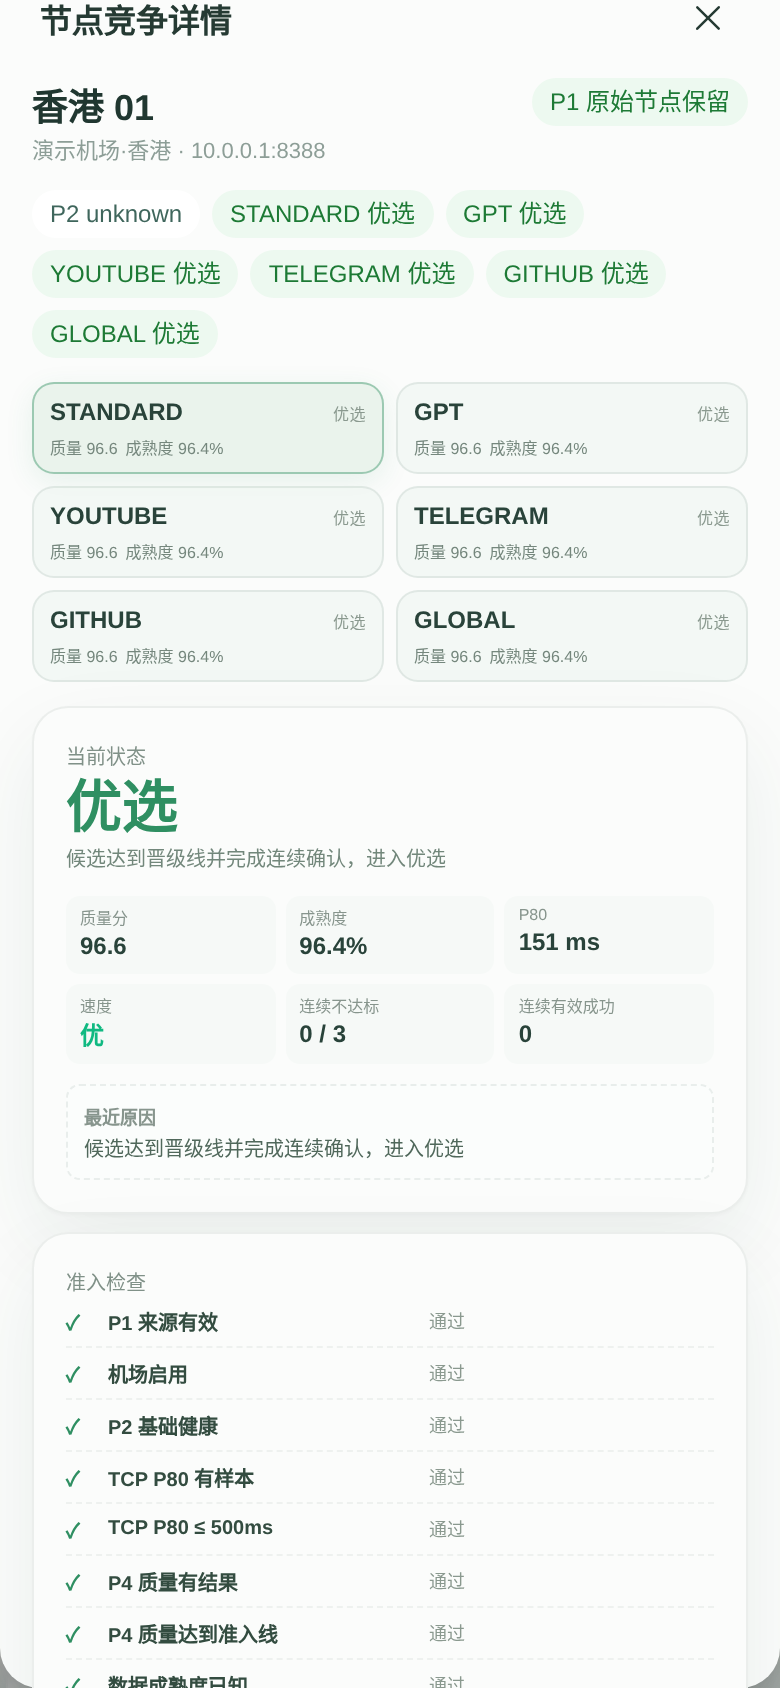 节点竞争详情
香港 01
P1 原始节点保留
演示机场·香港 · 10.0.0.1:8388
P2 unknown
STANDARD 优选
GPT 优选
YOUTUBE 优选
TELEGRAM 优选
GITHUB 优选
GLOBAL 优选
STANDARD 优选
质量 96.6 成熟度 96.4%
GPT 优选
质量 96.6 成熟度 96.4%
YOUTUBE 优选
质量 96.6 成熟度 96.4%
TELEGRAM 优选
质量 96.6 成熟度 96.4%
GITHUB 优选
质量 96.6 成熟度 96.4%
GLOBAL 优选
质量 96.6 成熟度 96.4%
当前状态
优选
候选达到晋级线并完成连续确认，进入优选
质量分
96.6
成熟度
96.4%
P80
151 ms
速度
优
连续不达标
0 / 3
连续有效成功
0
最近原因
候选达到晋级线并完成连续确认，进入优选
准入检查
✓ P1 来源有效 通过
✓ 机场启用 通过
✓ P2 基础健康 通过
✓ TCP P80 有样本 通过
✓ TCP P80 ≤ 500ms 通过
✓ P4 质量有结果 通过
✓ P4 质量达到准入线 通过
✓ 数据成熟度已知 通过